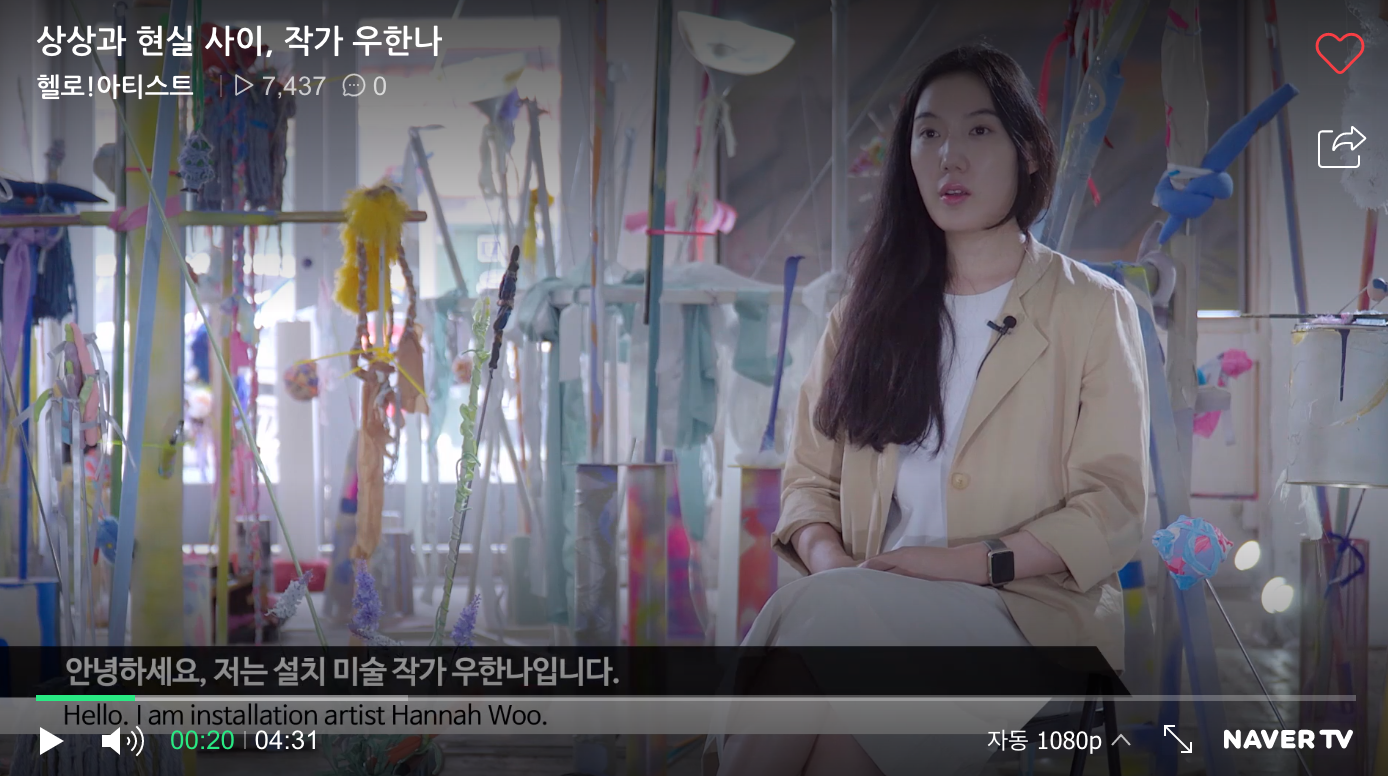 상상과 현실 사이, 작가 우한나
헬로!아티스트 7,437 0
안녕하세요, 저는 설치 미술 작가 우한나입니다.
Hello. I am installation artist Hannah Woo.
00:20 04:31 자동 1080p NAVER TV